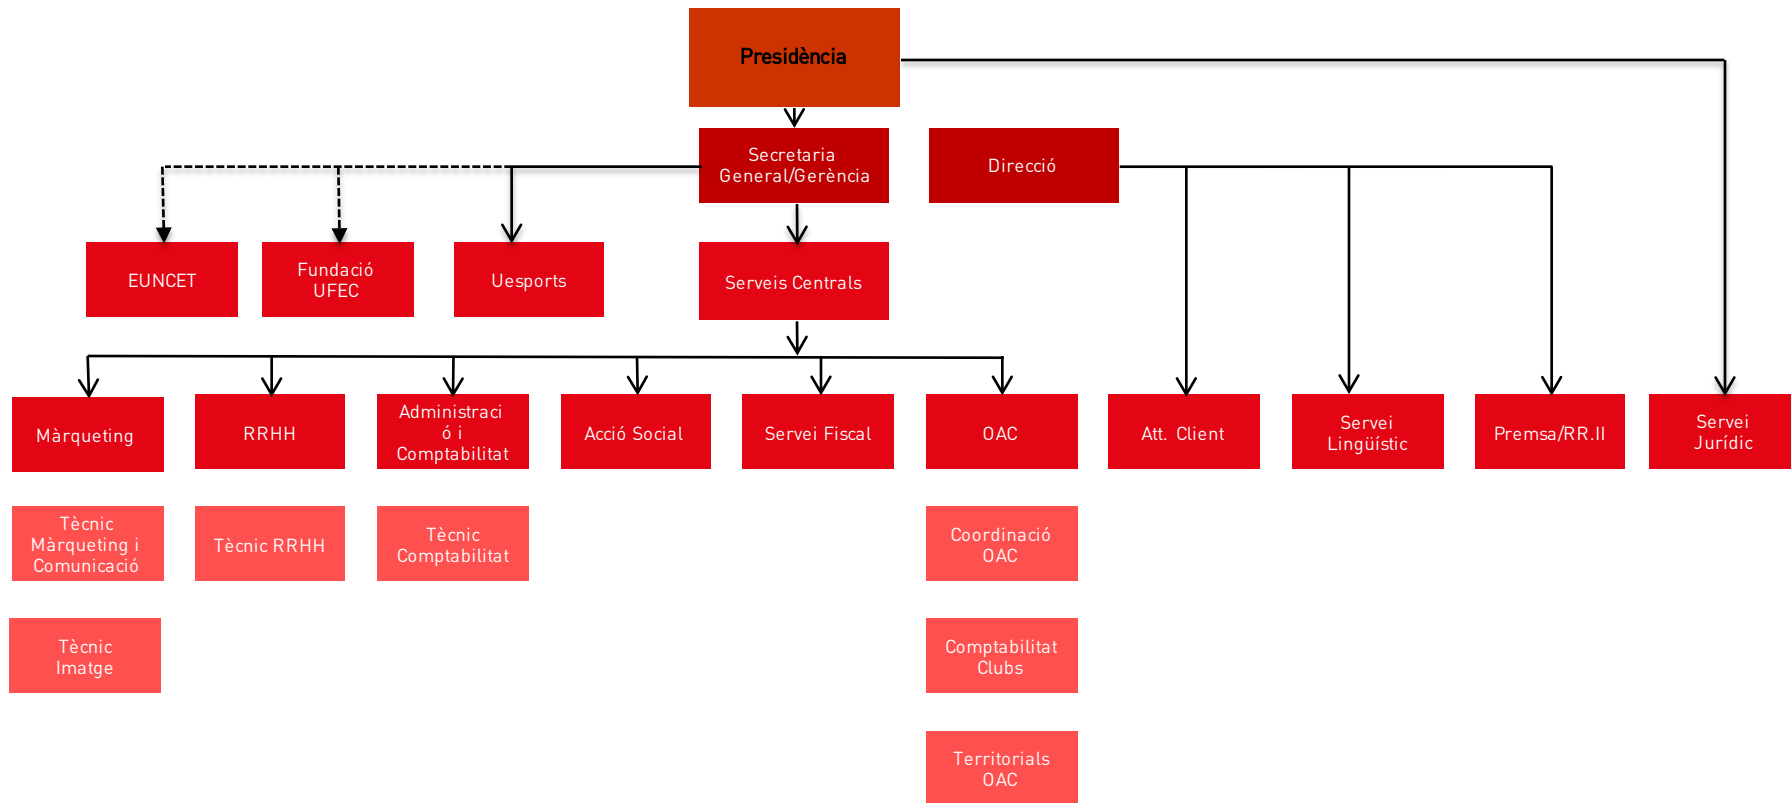 Presidència
Secretaria
General/Gerència
Direcció
EUNCET
Fundació
UFEC
Uesports
Serveis Centrals
Màrqueting
RRHH
Administraci
ó i
Comptabilitat
Acció Social
Servei Fiscal
OAC
Att. Client
Servei
Lingüístic
Premsa/RR.II
Servei
Jurídic
Tècnic
Màrqueting i
Comunicació
Tècnic RRHH
Tècnic
Comptabilitat
Coordinació
OAC
Tècnic
Imatge
Comptabilitat
Clubs
Territorials
OAC